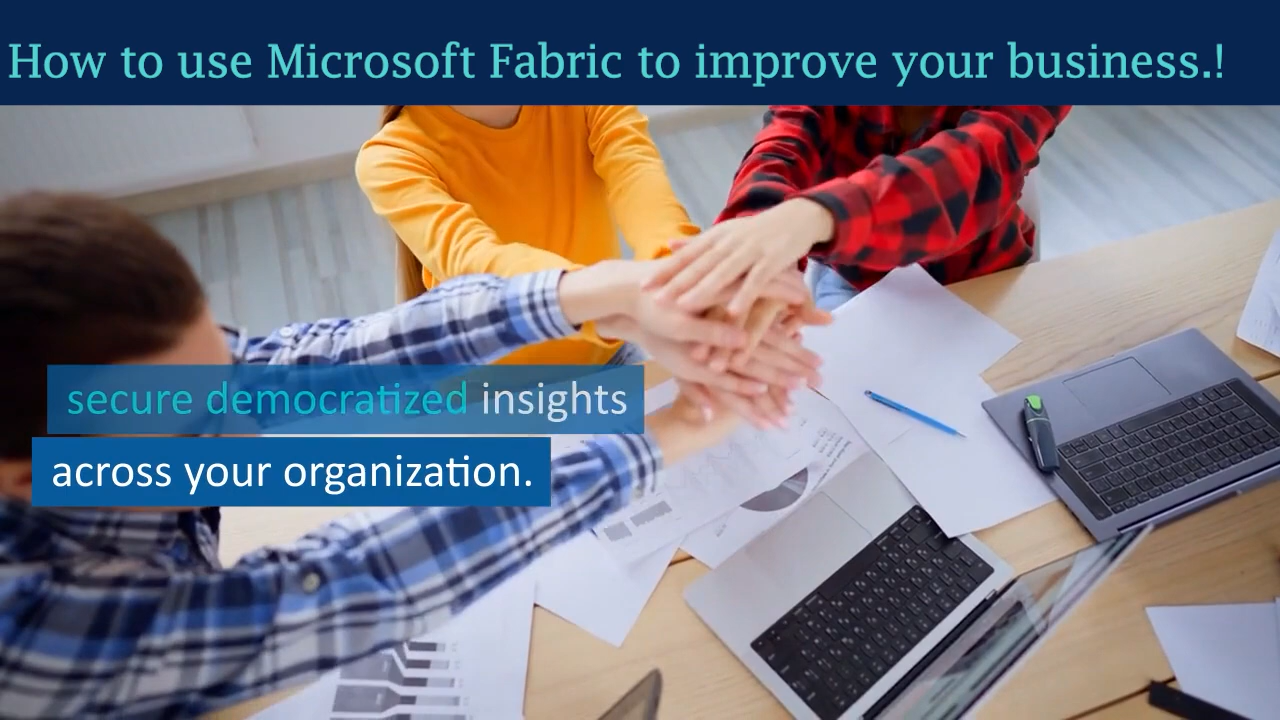 How to use Microsoft Fabric to improve your business.!
secure democratized insights
across your organization.